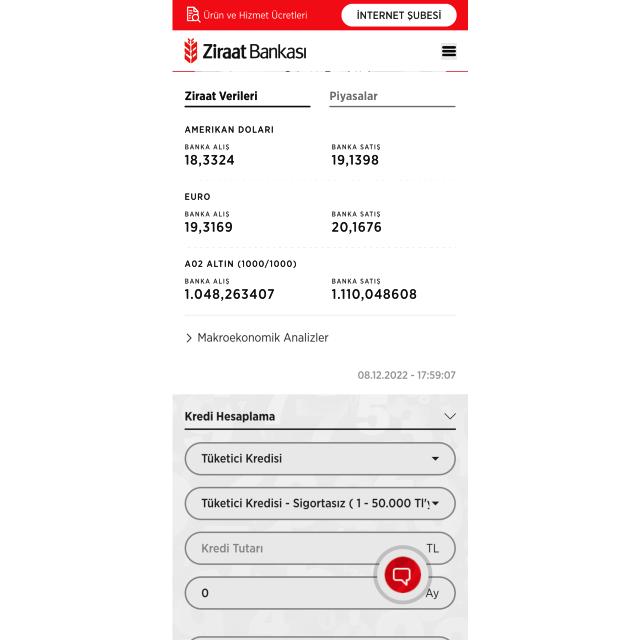 Ürün ve Hizmet Ücretleri
İNTERNET ŞUBESİ
Ziraat Bankası
Ziraat Verileri
Piyasalar
AMERIKAN DOLARI
BANKA ALIŞ
BANKA SATIŞ
18,3324
19,1398
EURO
BANKA ALIŞ
BANKA SATIŞ
19,3169
20,1676
A02 ALTIN (1000/1000)
BANKA ALIŞ
BANKA SATIŞ
1.048,263407
1.110,048608
Makroekonomik Analizler
08.12.2022 - 17:59:07
Kredi Hesaplama
Tüketici Kredisi
Tüketici Kredisi - Sigortasız ( 1 - 50.000 Tl'y
Kredi Tutarı
TL
0
Ay